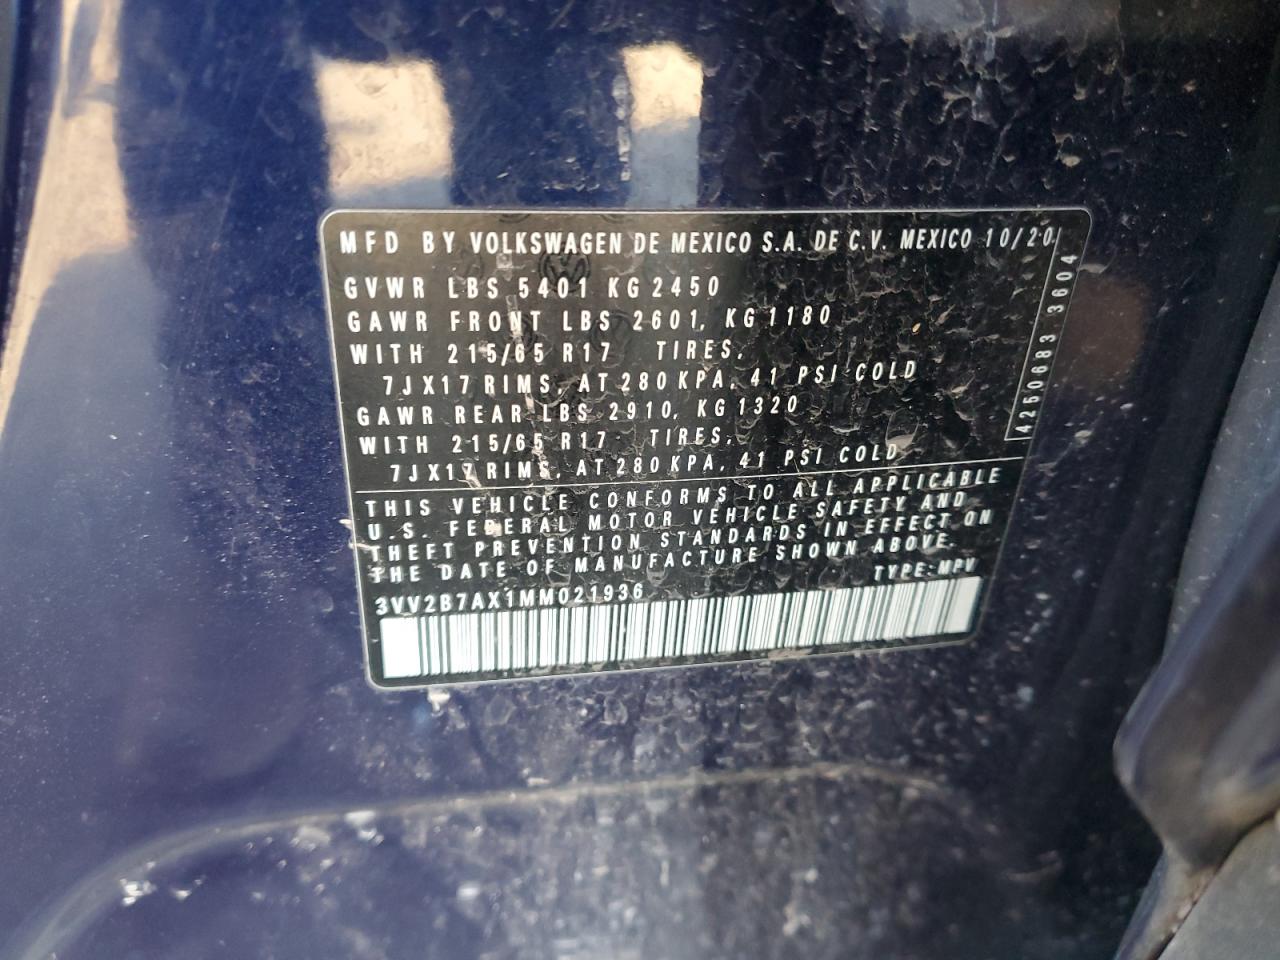 MFD BY VOLKSWAGEN DE MEXICO S.A. DE C.V. MEXICO 10/20
GVWR LBS 5401 KG 2450
GAWR FRONT LBS 2601, KG 1180
WITH 215/65 R17 TIRES,
7JX17 RIMS, AT 280 KPA, 41 PSI COLD
GAWR REAR LBS 2910, KG 1320
WITH 215/65 R17 TIRES,
7JX17 RIMS, AT 280 KPA, 41 PSI COLD
4250683 3604
THIS VEHICLE CONFORMS TO ALL APPLICABLE
U.S. FEDERAL MOTOR VEHICLE SAFETY AND
THEFT PREVENTION STANDARDS IN EFFECT ON
THE DATE OF MANUFACTURE SHOWN ABOVE.
3VV2B7AX1MM021936 TYPE:MPV